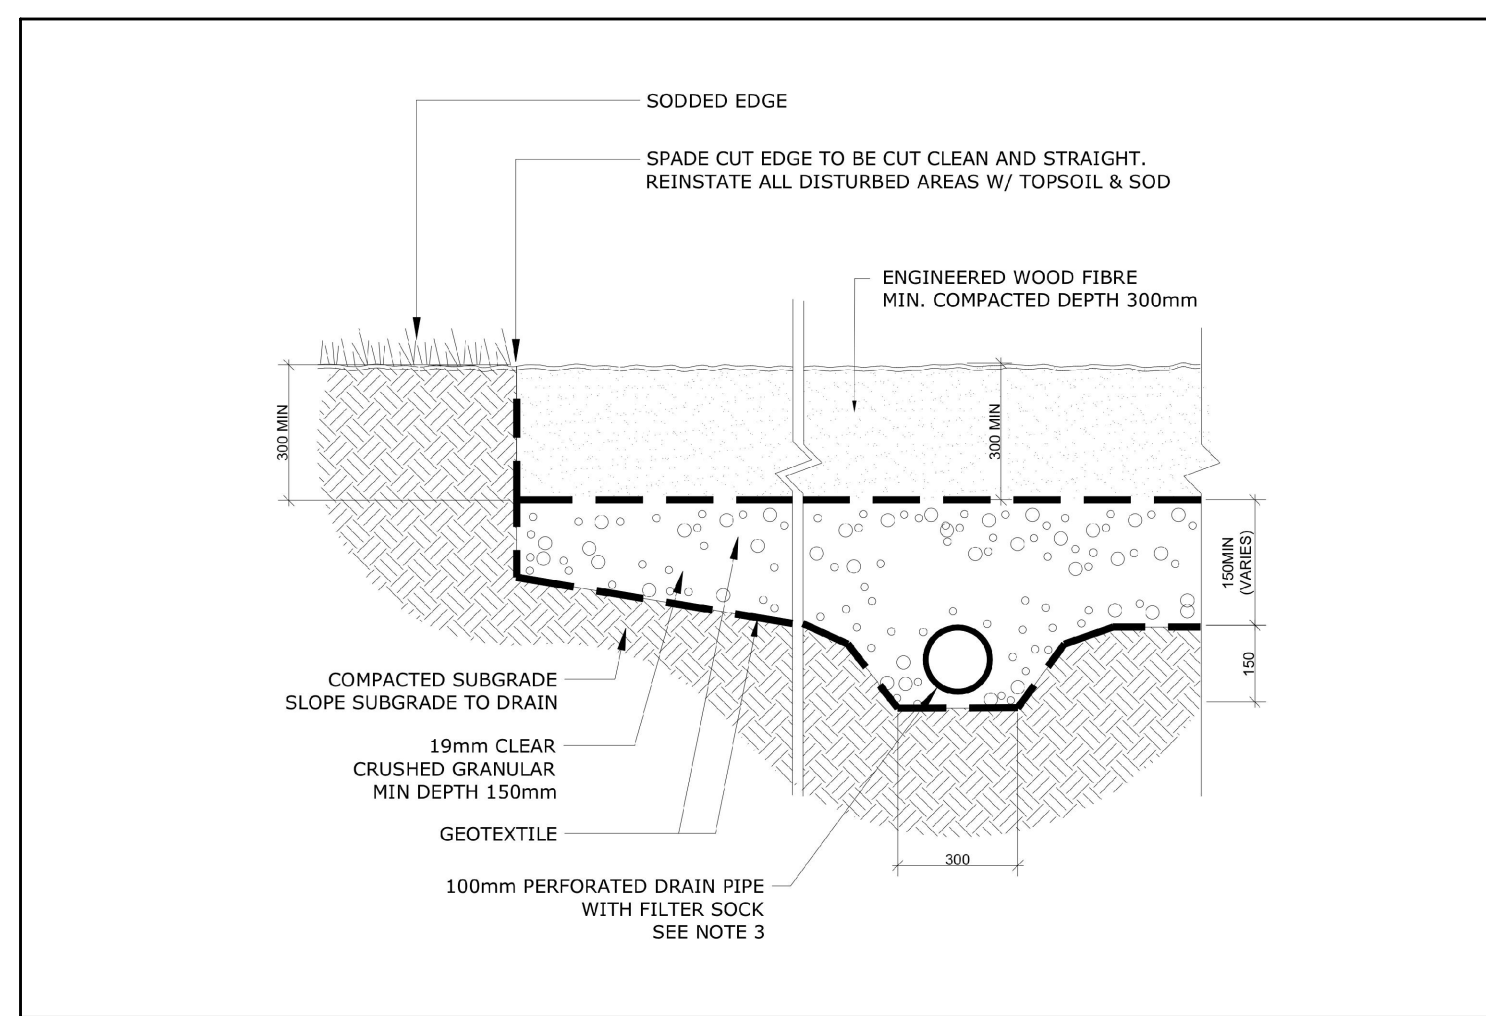 SODDED EDGE
SPADE CUT EDGE TO BE CUT CLEAN AND STRAIGHT.
REINSTATE ALL DISTURBED AREAS W/ TOPSOIL & SOD
ENGINEERED WOOD FIBRE
MIN. COMPACTED DEPTH 300mm
300 MIN
300 MIN
150MIN
(VARIES)
150
COMPACTED SUBGRADE
SLOPE SUBGRADE TO DRAIN
19mm CLEAR
CRUSHED GRANULAR
MIN DEPTH 150mm
GEOTEXTILE
300
100mm PERFORATED DRAIN PIPE
WITH FILTER SOCK
SEE NOTE 3